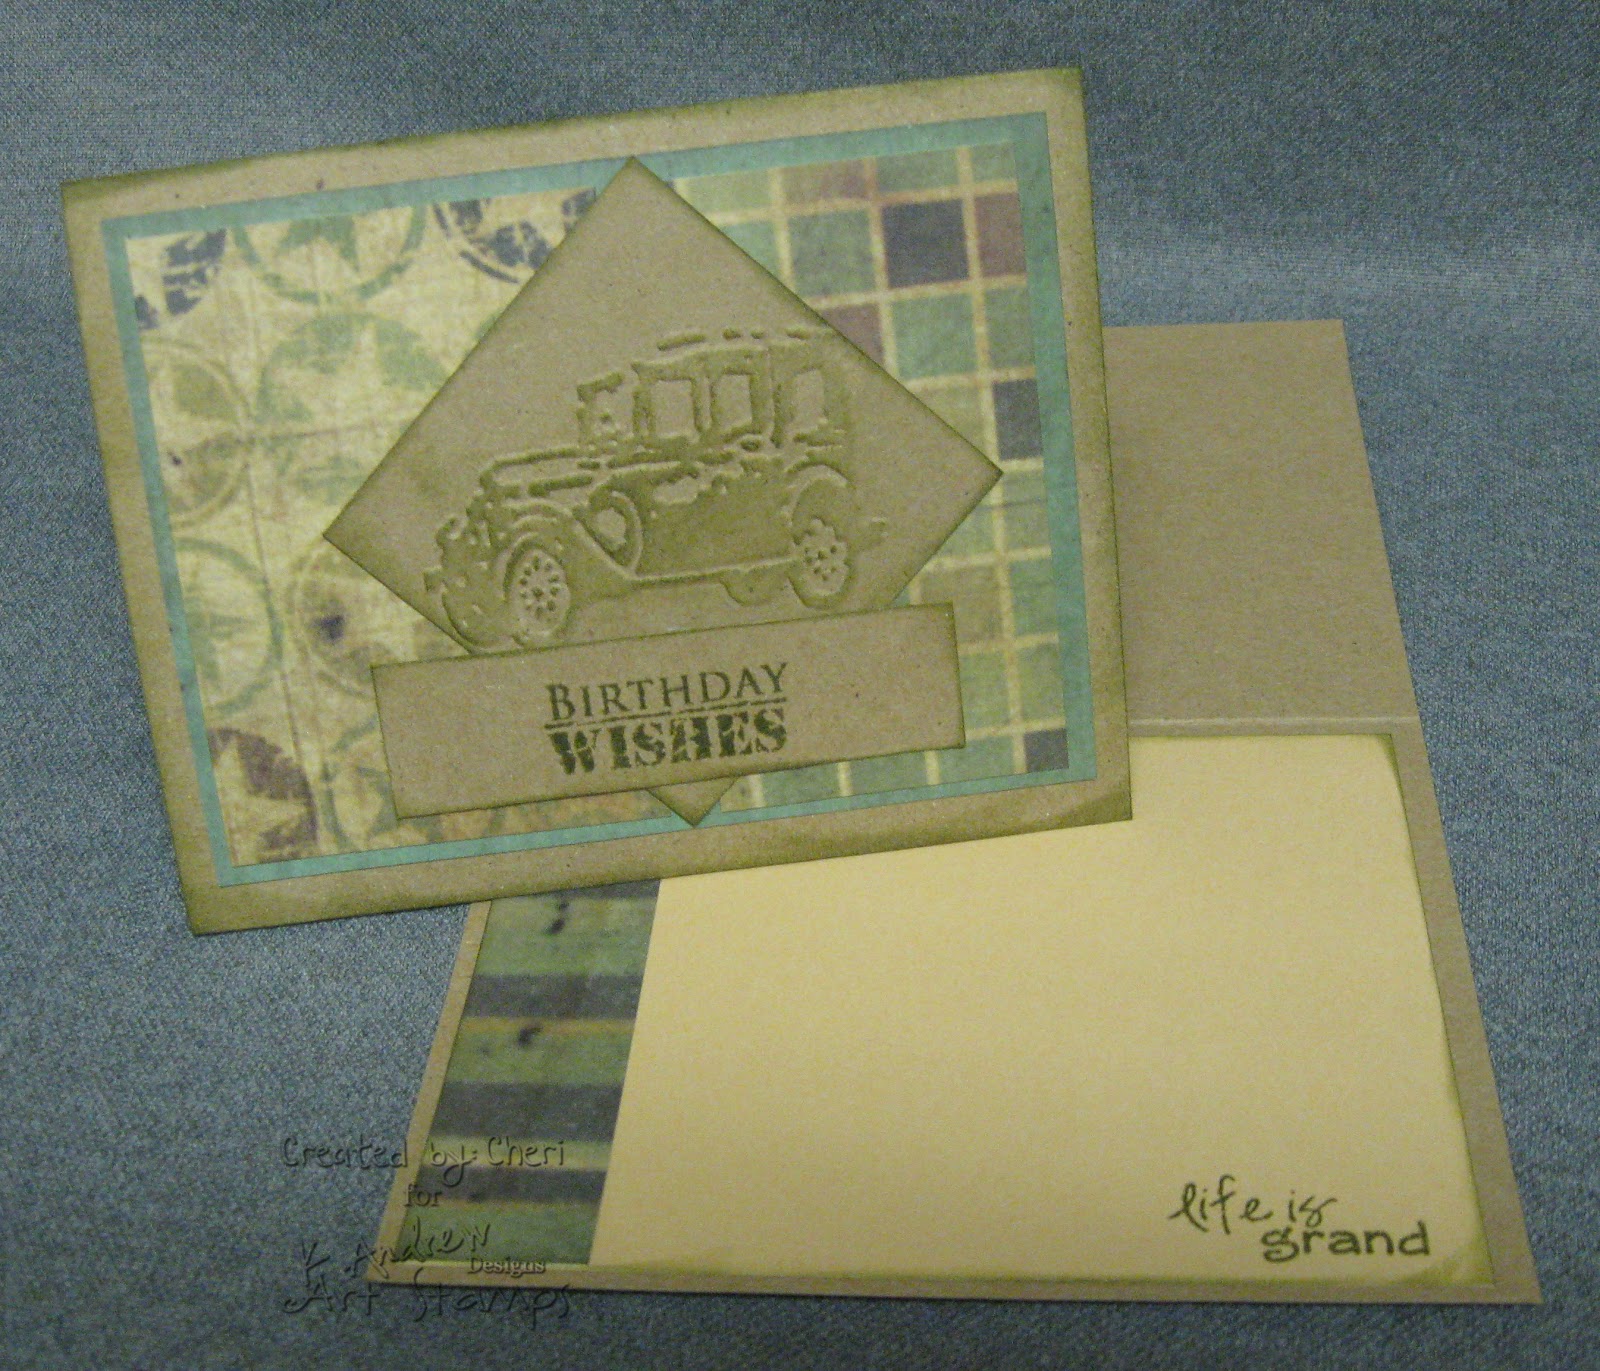 BIRTHDAY
WISHES
life is
grand
Created by: Cheri
for
K Andrew
Designs
Art Stamps